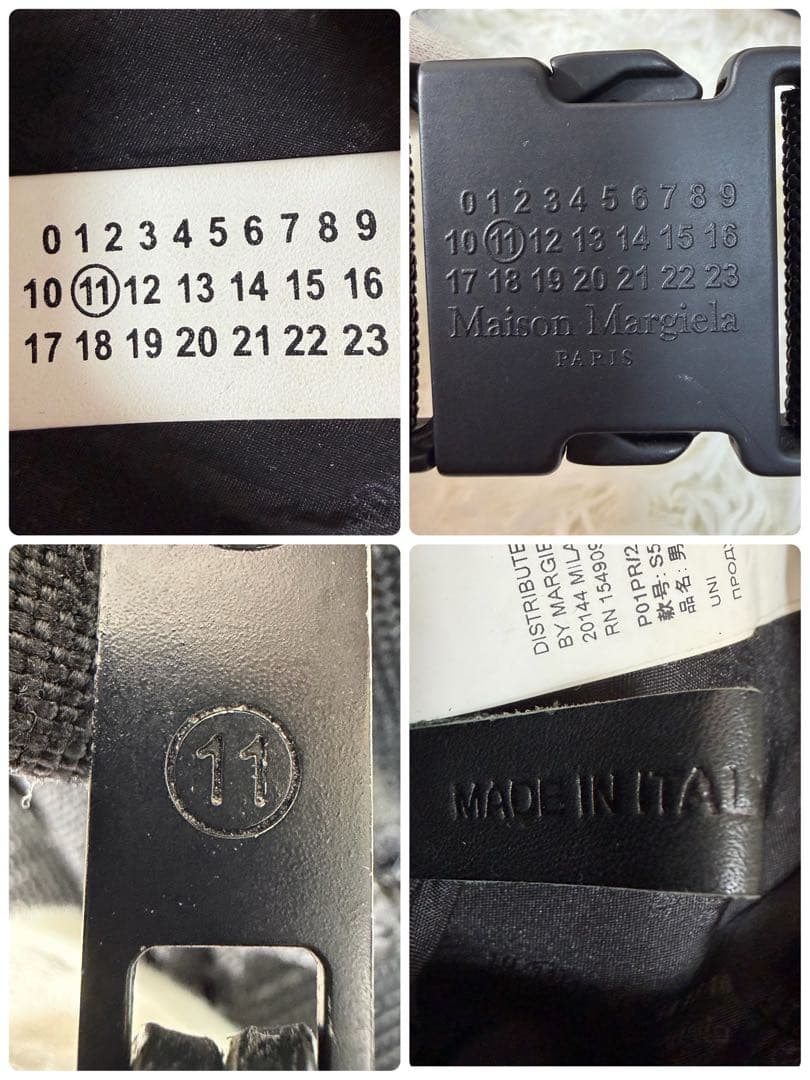 0 1 2 3 4 5 6 7 8 9
10 11 12 13 14 15 16
17 18 19 20 21 22 23
0 1 2 3 4 5 6 7 8 9
10 11 12 13 14 15 16
17 18 19 20 21 22 23
Maison Margiela
PARIS
11
DISTRIBUTE
BY MARGIE
20144 MILA
RN 15490
P01PR/2
款号: S5
品名: 男
UNI
ПРОД
MADE IN ITAL